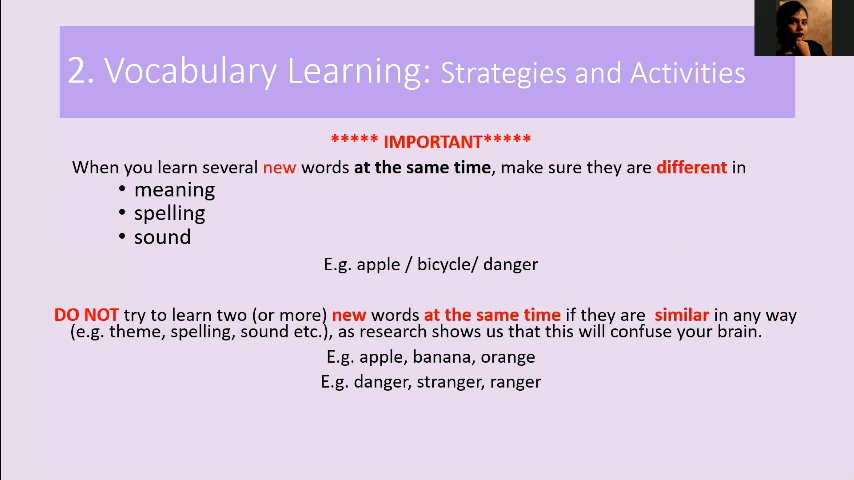 2. Vocabulary Learning: Strategies and Activities
***** IMPORTANT*****
When you learn several new words at the same time, make sure they are different in
• meaning
• spelling
• sound
E.g. apple / bicycle/ danger
DO NOT try to learn two (or more) new words at the same time if they are similar in any way
(e.g. theme, spelling, sound etc.), as research shows us that this will confuse your brain.
E.g. apple, banana, orange
E.g. danger, stranger, ranger